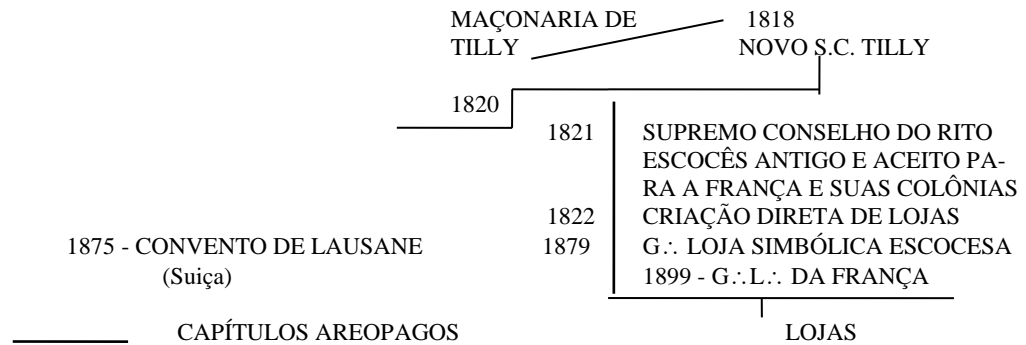 MAÇONARIA DE 1818
TILLY NOVO S.C. TILLY
1820
1821 SUPREMO CONSELHO DO RITO
ESCOCÊS ANTIGO E ACEITO PA-
RA A FRANÇA E SUAS COLÔNIAS
1822 CRIAÇÃO DIRETA DE LOJAS
1875 - CONVENTO DE LAUSANE 1879 G∴ LOJA SIMBÓLICA ESCOCESA
(Suiça) 1899 - G∴L∴ DA FRANÇA
CAPÍTULOS AREOPAGOS LOJAS